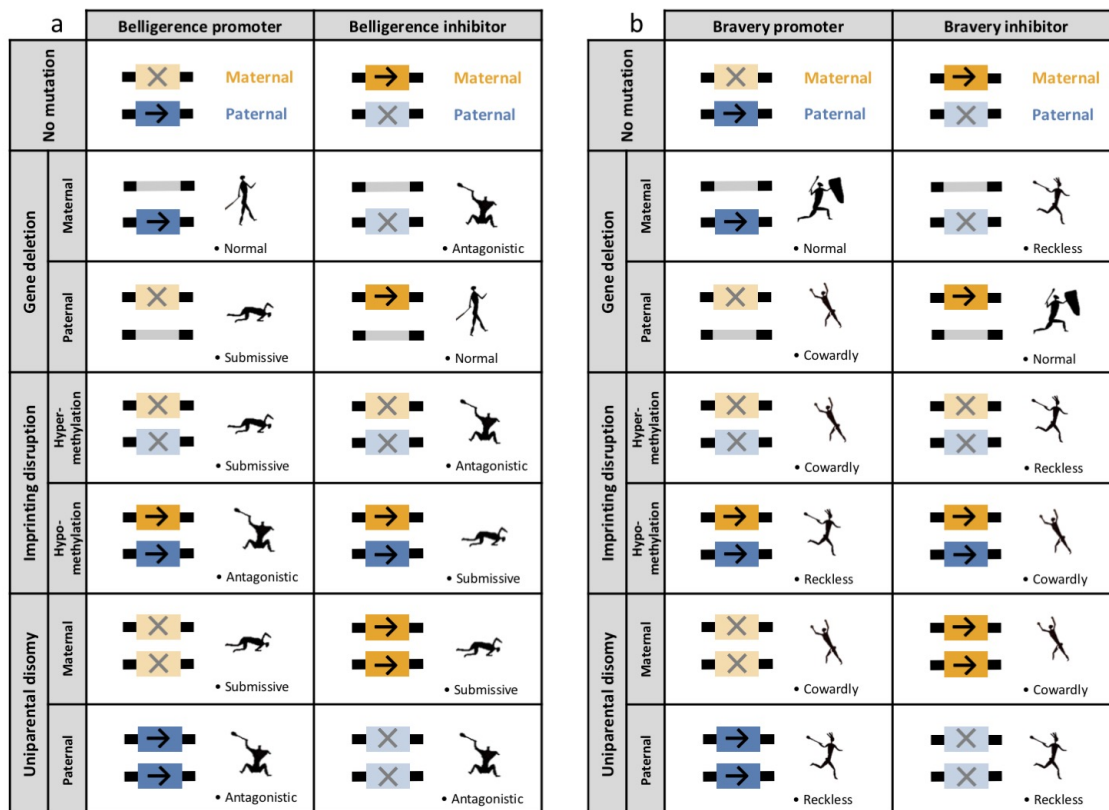 a
Belligerence promoter
Belligerence inhibitor
No mutation
Maternal
Paternal
Maternal
Paternal
Gene deletion
Maternal
• Normal
• Antagonistic
Paternal
• Submissive
• Normal
Imprinting disruption
Hyper-
methylation
• Submissive
• Antagonistic
Hypo-
methylation
• Antagonistic
• Submissive
Uniparental disomy
Maternal
• Submissive
• Submissive
Paternal
• Antagonistic
• Antagonistic
b
Bravery promoter
Bravery inhibitor
No mutation
Maternal
Paternal
Maternal
Paternal
Gene deletion
Maternal
• Normal
• Reckless
Paternal
• Cowardly
• Normal
Imprinting disruption
Hyper-
methylation
• Cowardly
• Reckless
Hypo-
methylation
• Reckless
• Cowardly
Uniparental disomy
Maternal
• Cowardly
• Cowardly
Paternal
• Reckless
• Reckless